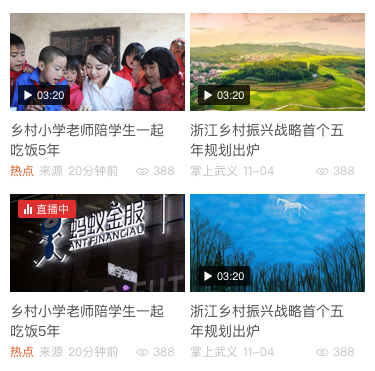 03:20
03:20
乡村小学老师陪学生一起
吃饭5年
浙江乡村振兴战略首个五
年规划出炉
热点 来源 20分钟前 388
掌上武义 11-04 388
直播中
蚂蚁金服
ANT FINANCIAL
03:20
乡村小学老师陪学生一起
吃饭5年
浙江乡村振兴战略首个五
年规划出炉
热点 来源 20分钟前 388
掌上武义 11-04 388